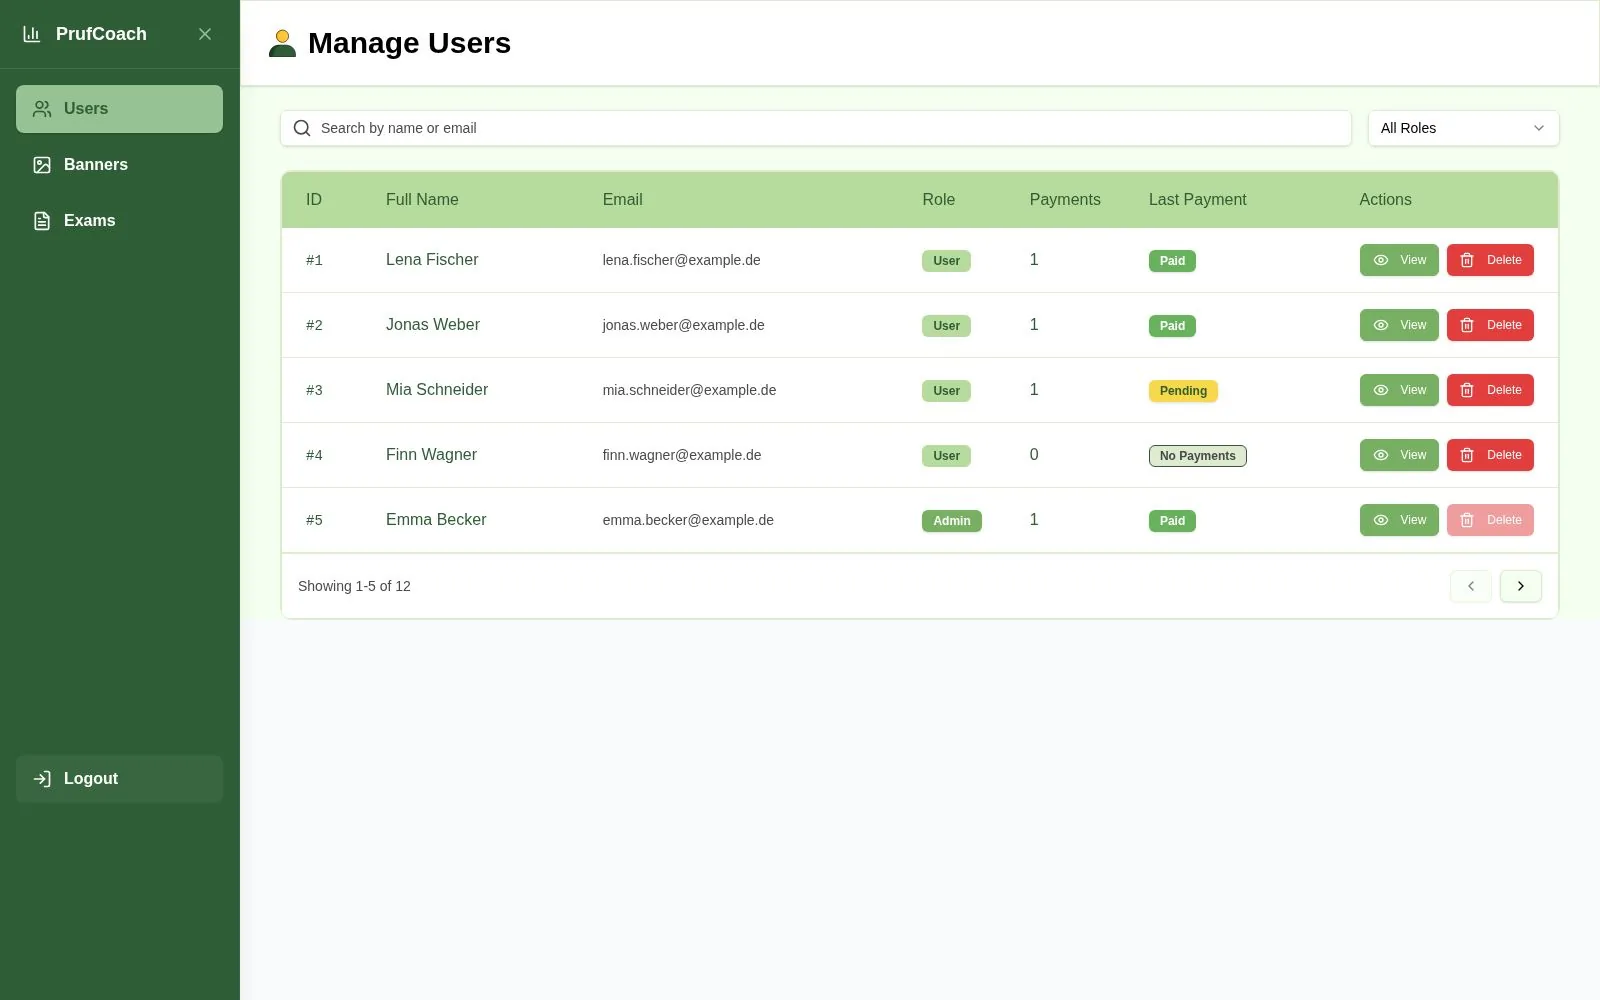 PrufCoach
Users
Banners
Exams
Logout
Manage Users
Search by name or email
All Roles
ID Full Name Email Role Payments Last Payment Actions
#1 Lena Fischer lena.fischer@example.de User 1 Paid View Delete
#2 Jonas Weber jonas.weber@example.de User 1 Paid View Delete
#3 Mia Schneider mia.schneider@example.de User 1 Pending View Delete
#4 Finn Wagner finn.wagner@example.de User 0 No Payments View Delete
#5 Emma Becker emma.becker@example.de Admin 1 Paid View Delete
Showing 1-5 of 12